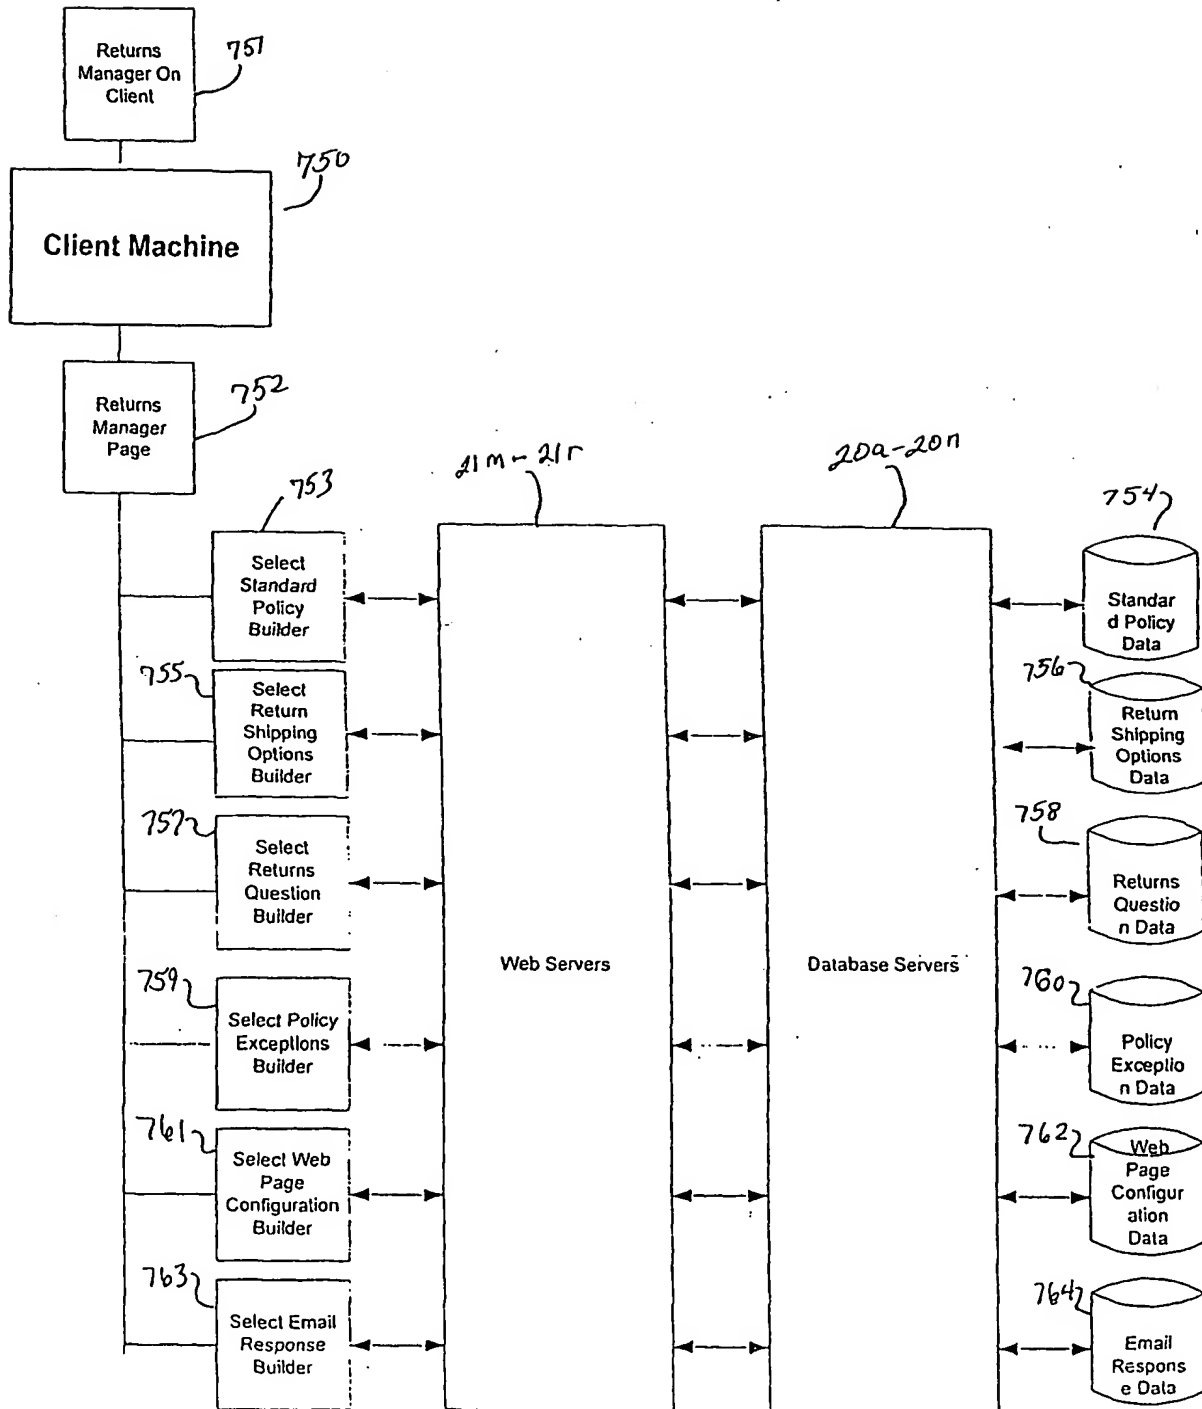 Returns
Manager On
Client
751
750
Client Machine
752
Returns
Manager
Page
21m-21r
20a-20n
753
754
Select
Standard
Policy
Builder
Standar
d Policy
Data
755
756
Select
Return
Shipping
Options
Builder
Return
Shipping
Options
Data
757
758
Select
Returns
Question
Builder
Returns
Questio
n Data
Web Servers
Database Servers
759
760
Select Policy
Exceptions
Builder
Policy
Exceptio
n Data
761
762
Select Web
Page
Configuration
Builder
Web
Page
Configur
ation
Data
763
764
Select Email
Response
Builder
Email
Respons
e Data